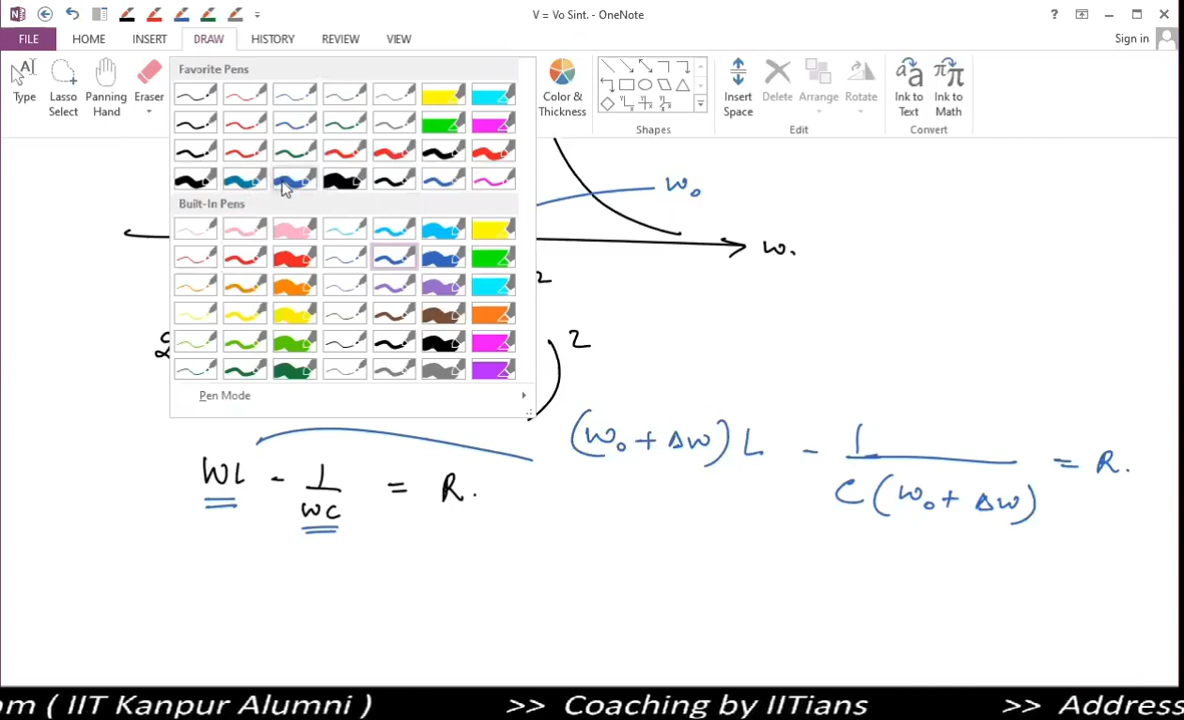 V = Vo Sint. - OneNote
FILE HOME INSERT DRAW HISTORY REVIEW VIEW
Sign in
Favorite Pens
Type
Lasso Select
Panning Hand
Eraser
Color & Thickness
Insert Space
Delete
Arrange
Rotate
Ink to Text
Ink to Math
Shapes
Edit
Convert
Built-In Pens
Pen Mode
w₀
w.
2
2
(w₀ + Δw) L - 1 / C (w₀ + Δw) = R.
WL - 1 / WC = R.
om ( IIT Kanpur Alumni ) >> Coaching by IITians >> Address